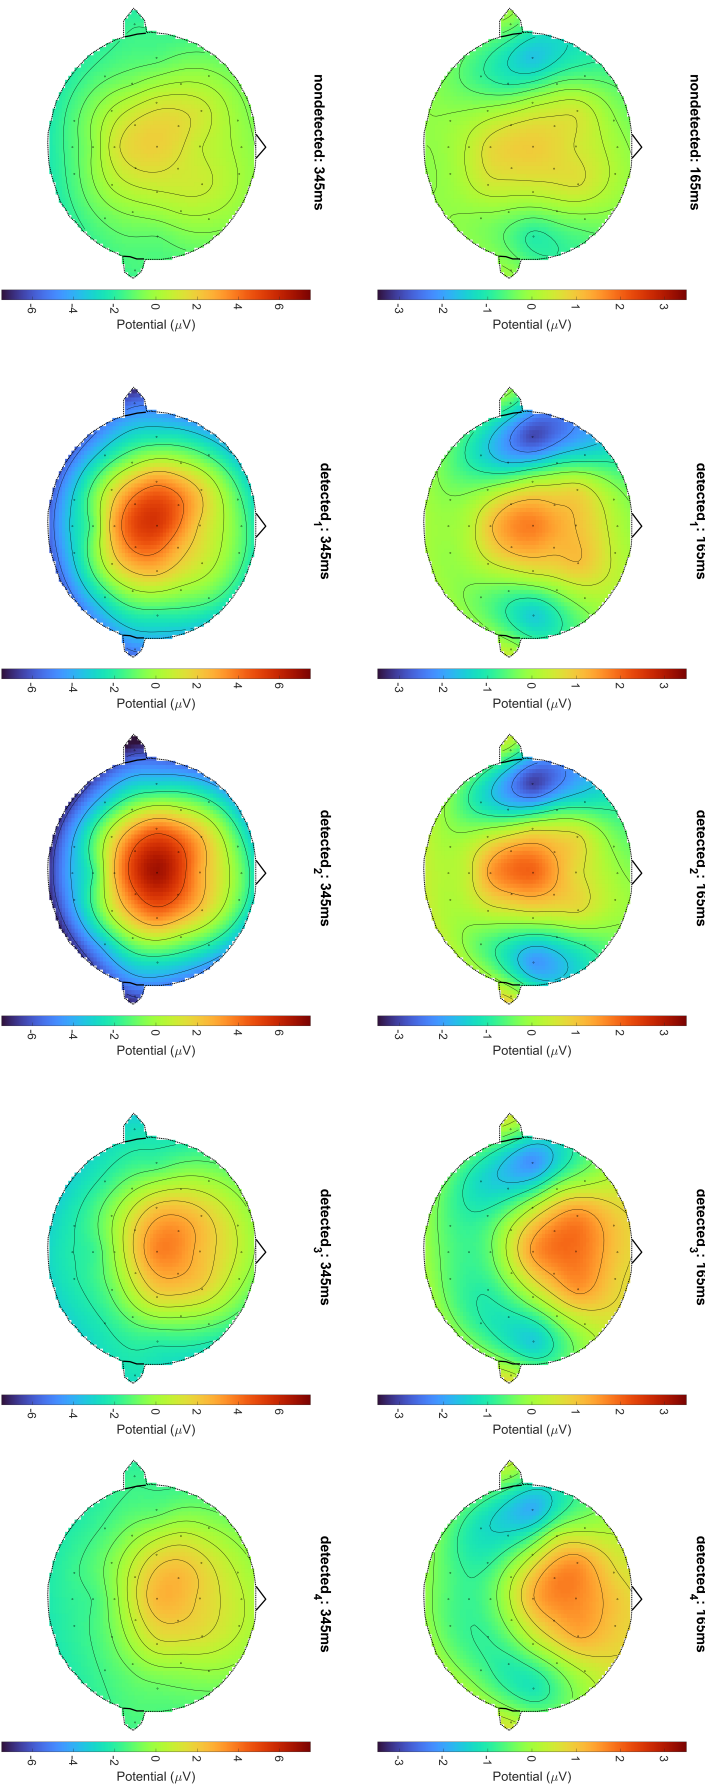 nondetected: 165ms
-3 -2 -1 0 1 2 3
Potential (μV)
detected₁: 165ms
-3 -2 -1 0 1 2 3
Potential (μV)
detected₂: 165ms
-3 -2 -1 0 1 2 3
Potential (μV)
detected₃: 165ms
-3 -2 -1 0 1 2 3
Potential (μV)
detected₄: 165ms
-3 -2 -1 0 1 2 3
Potential (μV)
nondetected: 345ms
-6 -4 -2 0 2 4 6
Potential (μV)
detected₁: 345ms
-6 -4 -2 0 2 4 6
Potential (μV)
detected₂: 345ms
-6 -4 -2 0 2 4 6
Potential (μV)
detected₃: 345ms
-6 -4 -2 0 2 4 6
Potential (μV)
detected₄: 345ms
-6 -4 -2 0 2 4 6
Potential (μV)